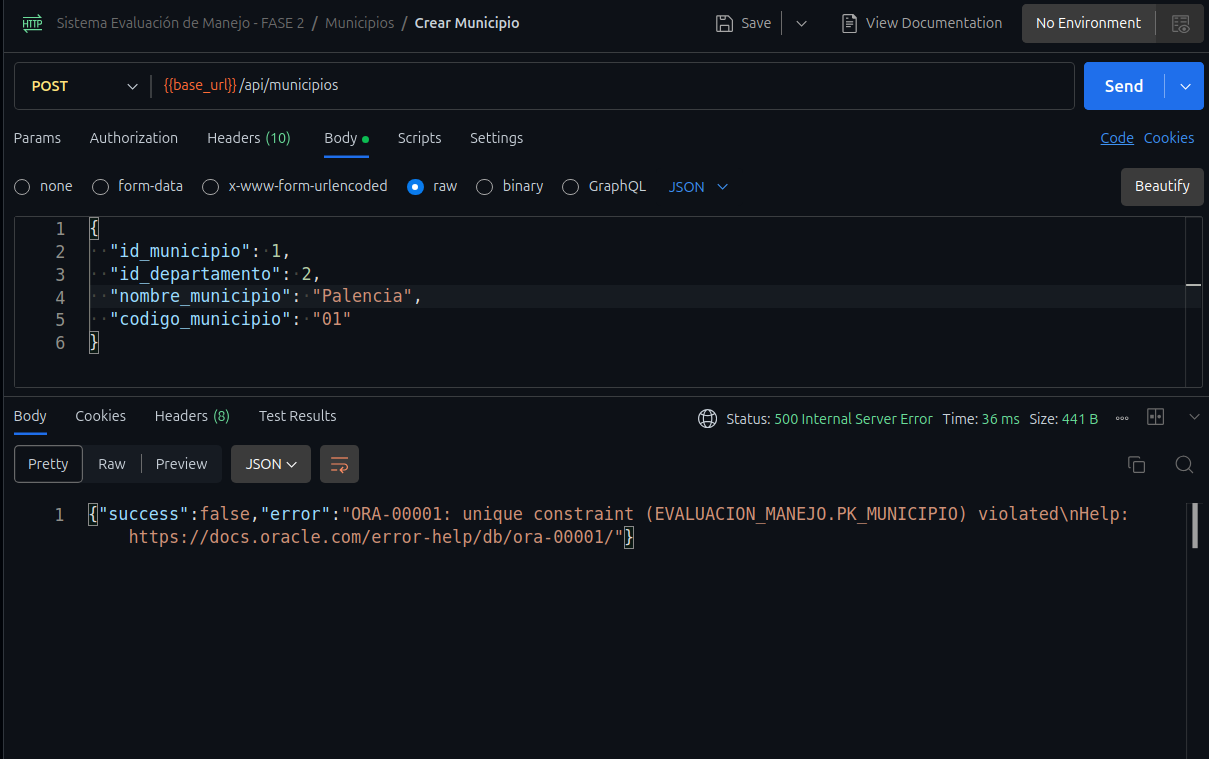 HTTP Sistema Evaluación de Manejo - FASE 2 / Municipios / Crear Municipio Save View Documentation No Environment
POST {{base_url}}/api/municipios Send
Params Authorization Headers (10) Body Scripts Settings Code Cookies
none form-data x-www-form-urlencoded raw binary GraphQL JSON Beautify
1 {
2 ··"id_municipio":·1,
3 ··"id_departamento":·2,
4 ··"nombre_municipio":·"Palencia",
5 ··"codigo_municipio":·"01"
6 }
Body Cookies Headers (8) Test Results Status: 500 Internal Server Error Time: 36 ms Size: 441 B
Pretty Raw Preview JSON
1 {"success":false,"error":"ORA-00001: unique constraint (EVALUACION_MANEJO.PK_MUNICIPIO) violated\nHelp:
https://docs.oracle.com/error-help/db/ora-00001/"}